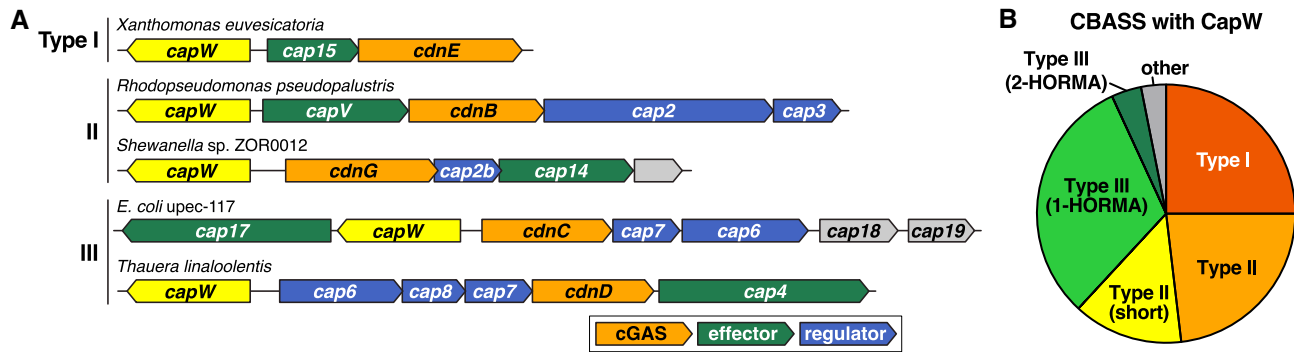 A
Type I
Xanthomonas euvesicatoria
capW cap15 cdnE
II
Rhodopseudomonas pseudopalustris
capW capV cdnB cap2 cap3
Shewanella sp. ZOR0012
capW cdnG cap2b cap14
III
E. coli upec-117
cap17 capW cdnC cap7 cap6 cap18 cap19
Thauera linaloolentis
capW cap6 cap8 cap7 cdnD cap4
cGAS effector regulator
B
CBASS with CapW
Type III
(2-HORMA)
other
Type I
Type III
(1-HORMA)
Type II
Type II
(short)